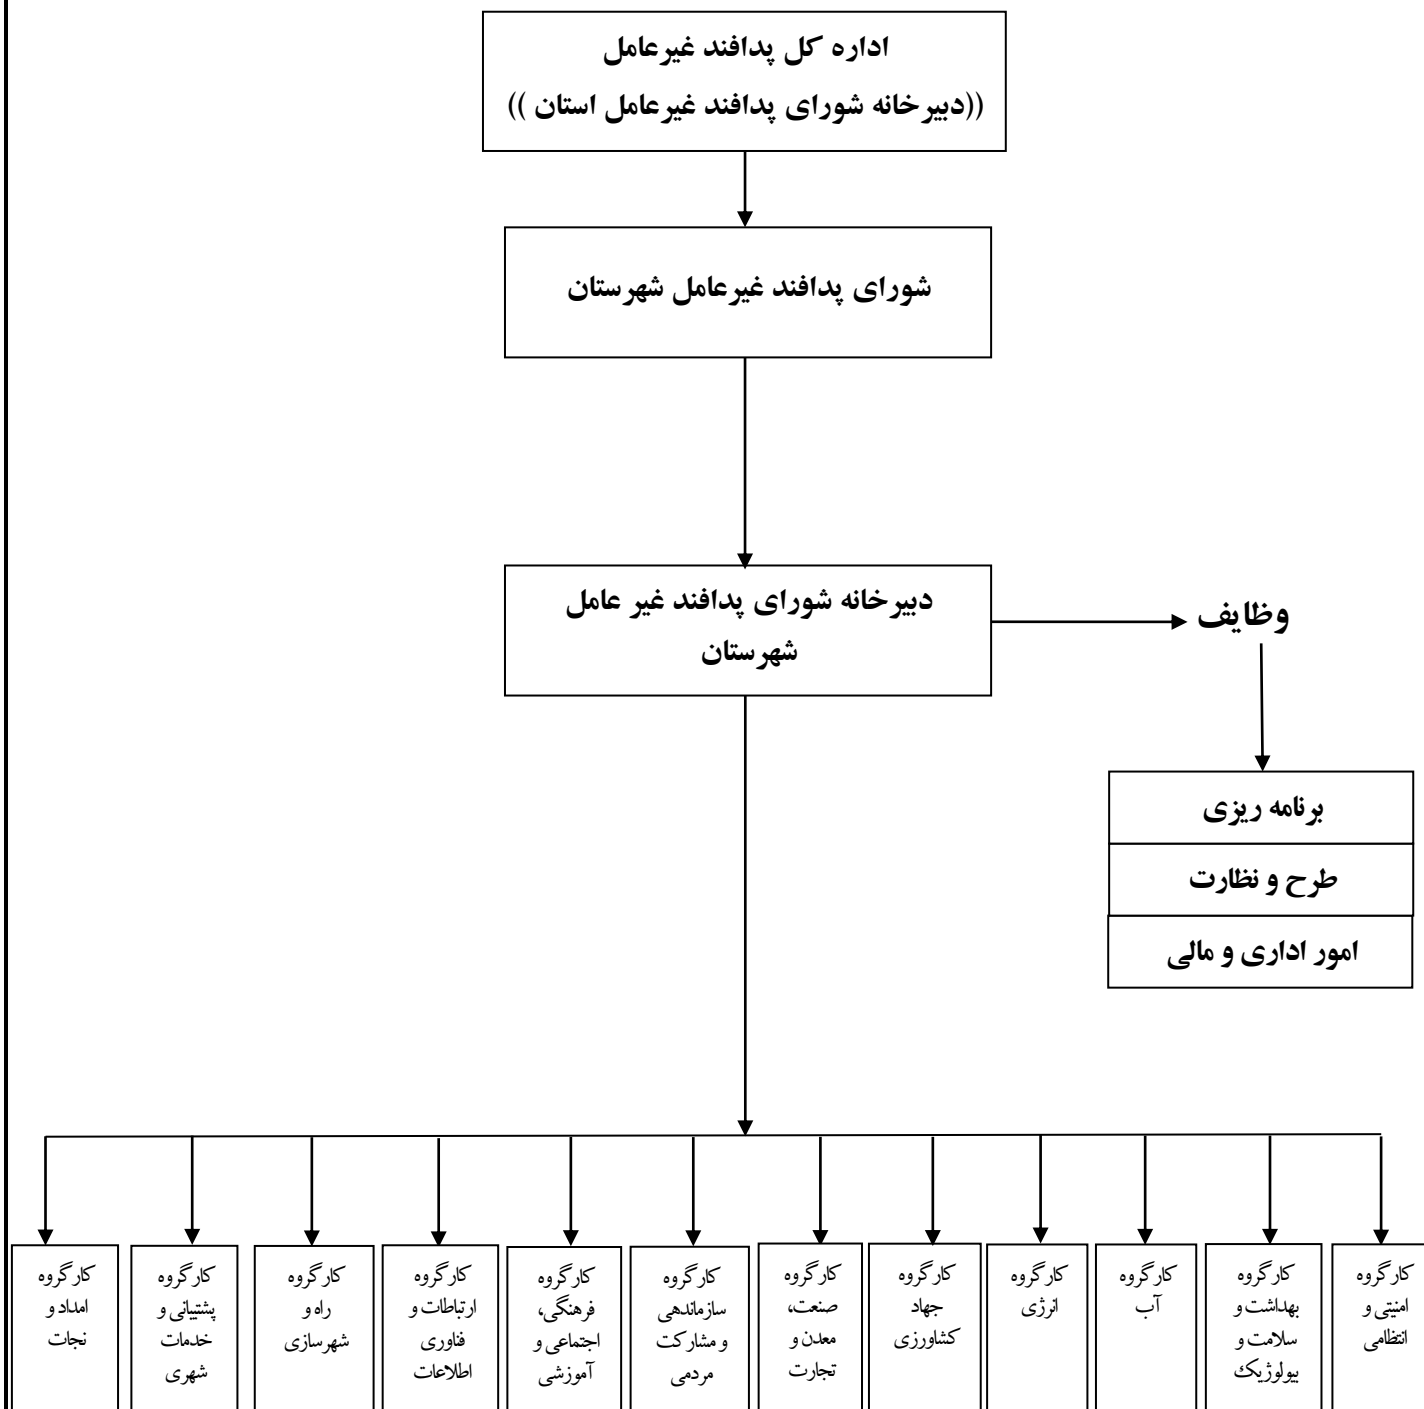 اداره کل پدافند غیرعامل
((دبیرخانه شورای پدافند غیرعامل استان ))
شورای پدافند غیرعامل شهرستان
دبیرخانه شورای پدافند غیر عامل
شهرستان
وظایف
برنامه ریزی
طرح و نظارت
امور اداری و مالی
کارگروه
امنیتی و
انتظامی
کارگروه
بهداشت و
سلامت و
بیولوژیک
کارگروه
آب
کارگروه
انرژی
کارگروه
جهاد
کشاورزی
کارگروه
صنعت،
معدن و
تجارت
کارگروه
سازماندهی
و مشارکت
مردمی
کارگروه
فرهنگی،
اجتماعی و
آموزشی
کارگروه
ارتباطات و
فناوری
اطلاعات
کارگروه
راه و
شهرسازی
کارگروه
پشتیبانی و
خدمات
شهری
کارگروه
امداد و
نجات